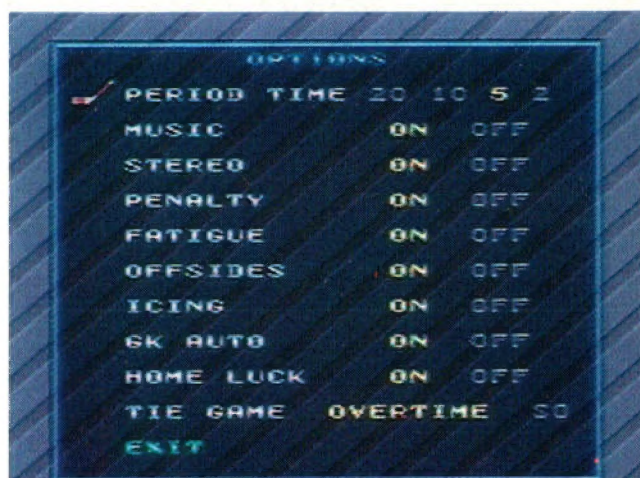 OPTIONS
PERIOD TIME 20 10 5 2
MUSIC ON OFF
STEREO ON OFF
PENALTY ON OFF
FATIGUE ON OFF
OFFSIDES ON OFF
ICING ON OFF
GK AUTO ON OFF
HOME LUCK ON OFF
TIE GAME OVERTIME SO
EXIT